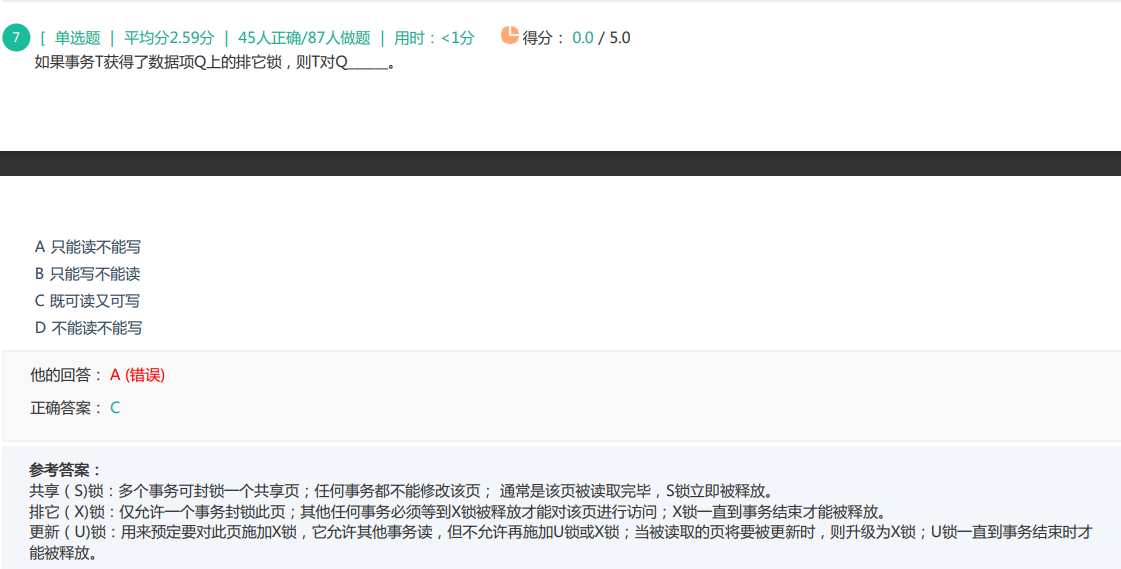 7 [ 单选题 | 平均分2.59分 | 45人正确/87人做题 | 用时：<1分 得分： 0.0 / 5.0
如果事务T获得了数据项Q上的排它锁，则T对Q______。
A 只能读不能写
B 只能写不能读
C 既可读又可写
D 不能读不能写
他的回答： A (错误)
正确答案： C
参考答案：
共享（S)锁：多个事务可封锁一个共享页；任何事务都不能修改该页； 通常是该页被读取完毕，S锁立即被释放。
排它（X)锁：仅允许一个事务封锁此页；其他任何事务必须等到X锁被释放才能对该页进行访问；X锁一直到事务结束才能被释放。
更新（U)锁：用来预定要对此页施加X锁，它允许其他事务读，但不允许再施加U锁或X锁；当被读取的页将要被更新时，则升级为X锁；U锁一直到事务结束时才
能被释放。